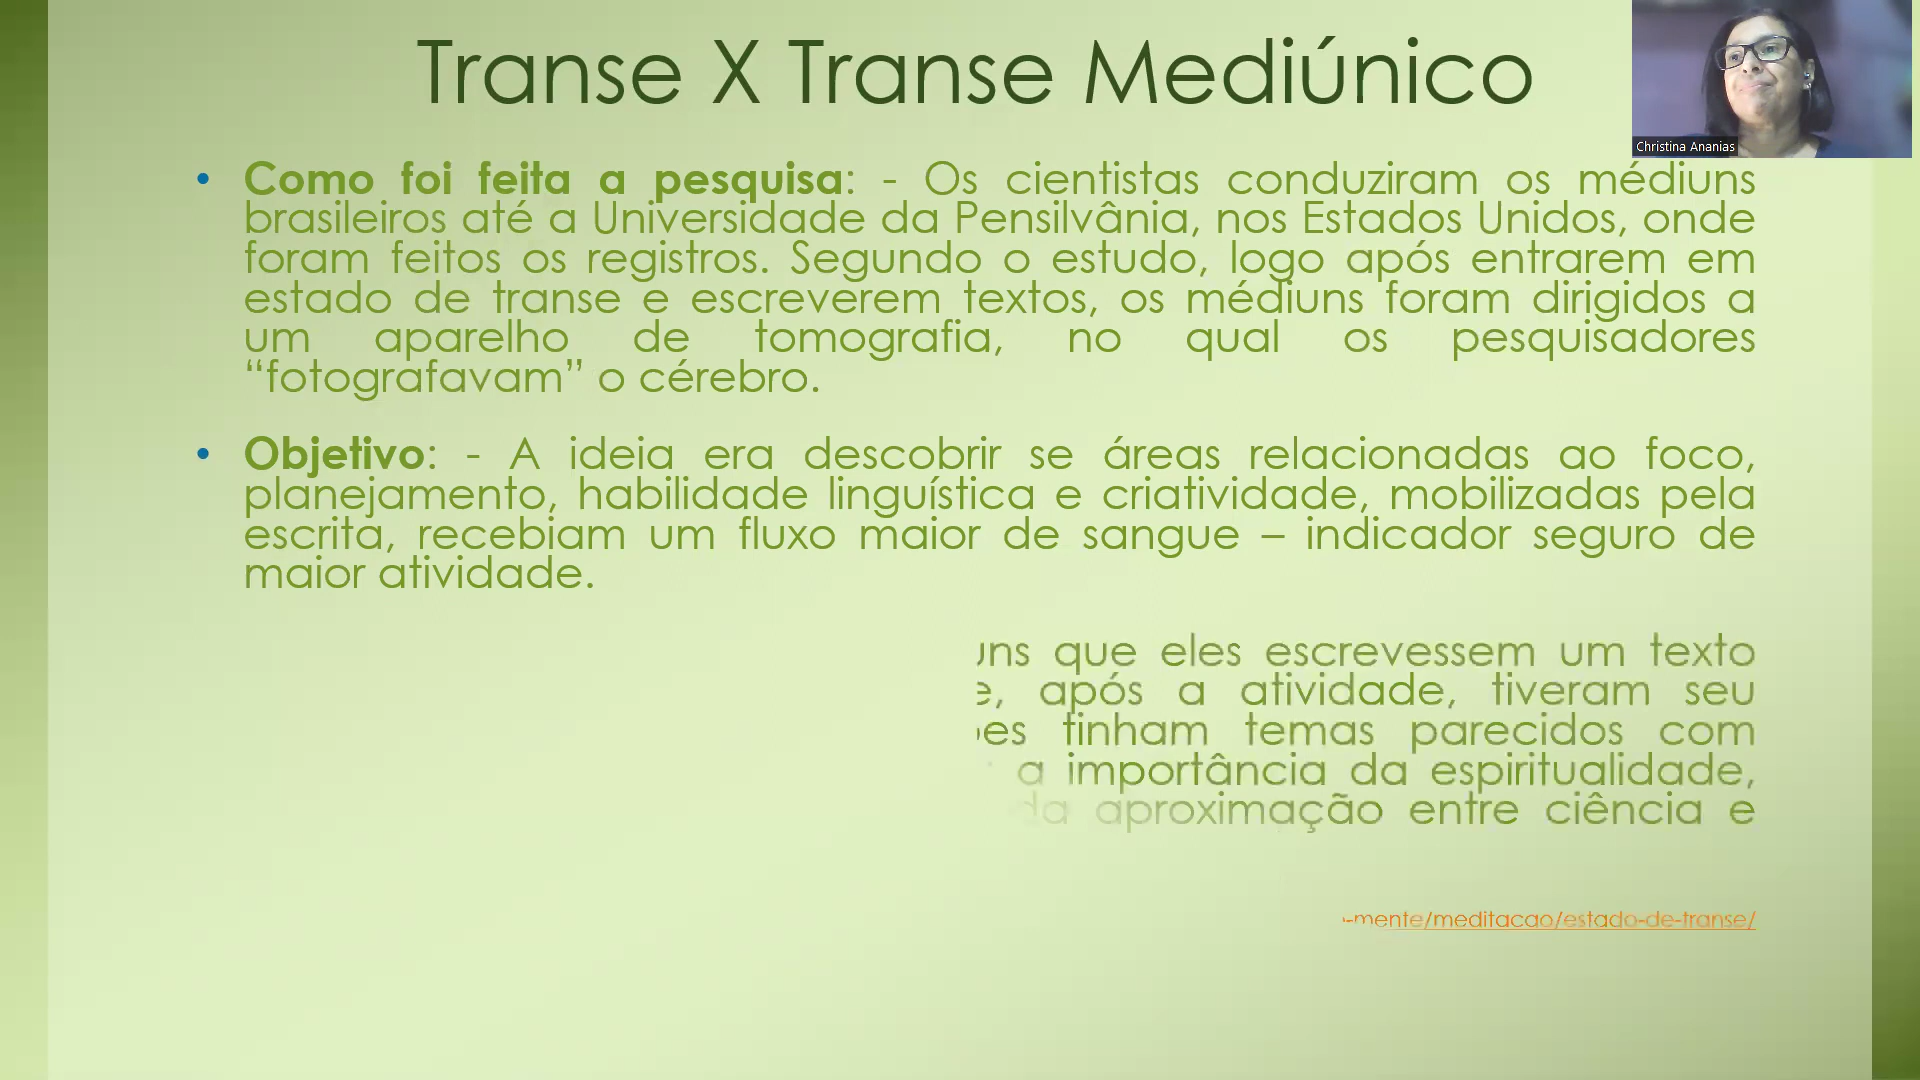 Transe X Transe Mediúnico
Christina Ananias
• Como foi feita a pesquisa: - Os cientistas conduziram os médiuns
brasileiros até a Universidade da Pensilvânia, nos Estados Unidos, onde
foram feitos os registros. Segundo o estudo, logo após entrarem em
estado de transe e escreverem textos, os médiuns foram dirigidos a
um aparelho de tomografia, no qual os pesquisadores
“fotografavam” o cérebro.
• Objetivo: - A ideia era descobrir se áreas relacionadas ao foco,
planejamento, habilidade linguística e criatividade, mobilizadas pela
escrita, recebiam um fluxo maior de sangue – indicador seguro de
maior atividade.
que eles escrevessem um texto
após a atividade, tiveram seu
tinham temas parecidos com
a importância da espiritualidade,
da aproximação entre ciência e
-mente/meditacao/estado-de-transe/